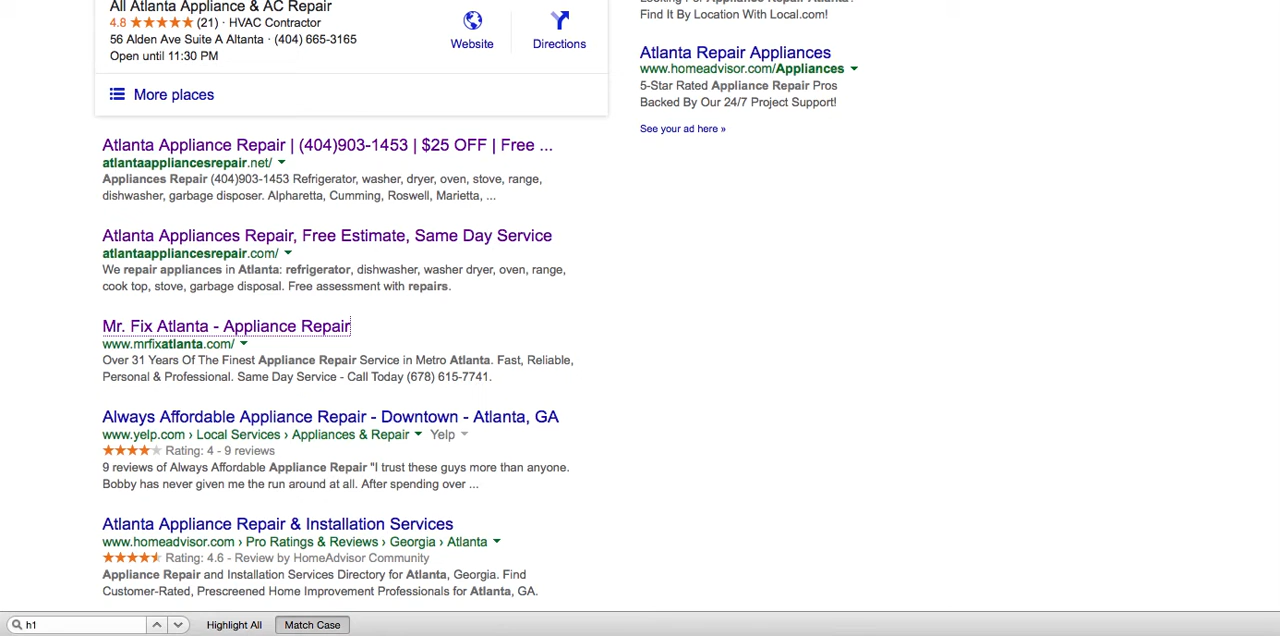 All Atlanta Appliance & AC Repair
4.8 ★★★★★ (21) · HVAC Contractor
56 Alden Ave Suite A Altanta · (404) 665-3165
Open until 11:30 PM
Website
Directions
More places
Atlanta Appliance Repair | (404)903-1453 | $25 OFF | Free ...
atlantaappliancesrepair.net/
Appliances Repair (404)903-1453 Refrigerator, washer, dryer, oven, stove, range,
dishwasher, garbage disposer. Alpharetta, Cumming, Roswell, Marietta, ...
Atlanta Appliances Repair, Free Estimate, Same Day Service
atlantaappliancesrepair.com/
We repair appliances in Atlanta: refrigerator, dishwasher, washer dryer, oven, range,
cook top, stove, garbage disposal. Free assessment with repairs.
Mr. Fix Atlanta - Appliance Repair
www.mrfixatlanta.com/
Over 31 Years Of The Finest Appliance Repair Service in Metro Atlanta. Fast, Reliable,
Personal & Professional. Same Day Service - Call Today (678) 615-7741.
Always Affordable Appliance Repair - Downtown - Atlanta, GA
www.yelp.com › Local Services › Appliances & Repair Yelp
Rating: 4 - 9 reviews
9 reviews of Always Affordable Appliance Repair "I trust these guys more than anyone.
Bobby has never given me the run around at all. After spending over ...
Atlanta Appliance Repair & Installation Services
www.homeadvisor.com › Pro Ratings & Reviews › Georgia › Atlanta
Rating: 4.6 - Review by HomeAdvisor Community
Appliance Repair and Installation Services Directory for Atlanta, Georgia. Find
Customer-Rated, Prescreened Home Improvement Professionals for Atlanta, GA.
Find It By Location With Local.com!
Atlanta Repair Appliances
www.homeadvisor.com/Appliances
5-Star Rated Appliance Repair Pros
Backed By Our 24/7 Project Support!
See your ad here »
h1
Highlight All
Match Case